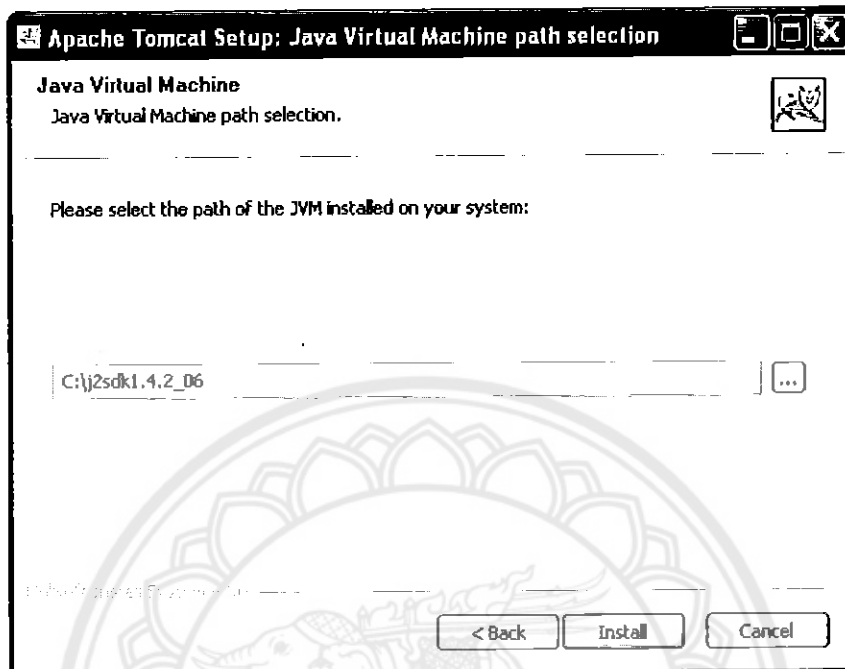 Apache Tomcat Setup: Java Virtual Machine path selection
Java Virtual Machine
Java Virtual Machine path selection.
Please select the path of the JVM installed on your system:
C:\j2sdk1.4.2_06
...
< Back
Install
Cancel